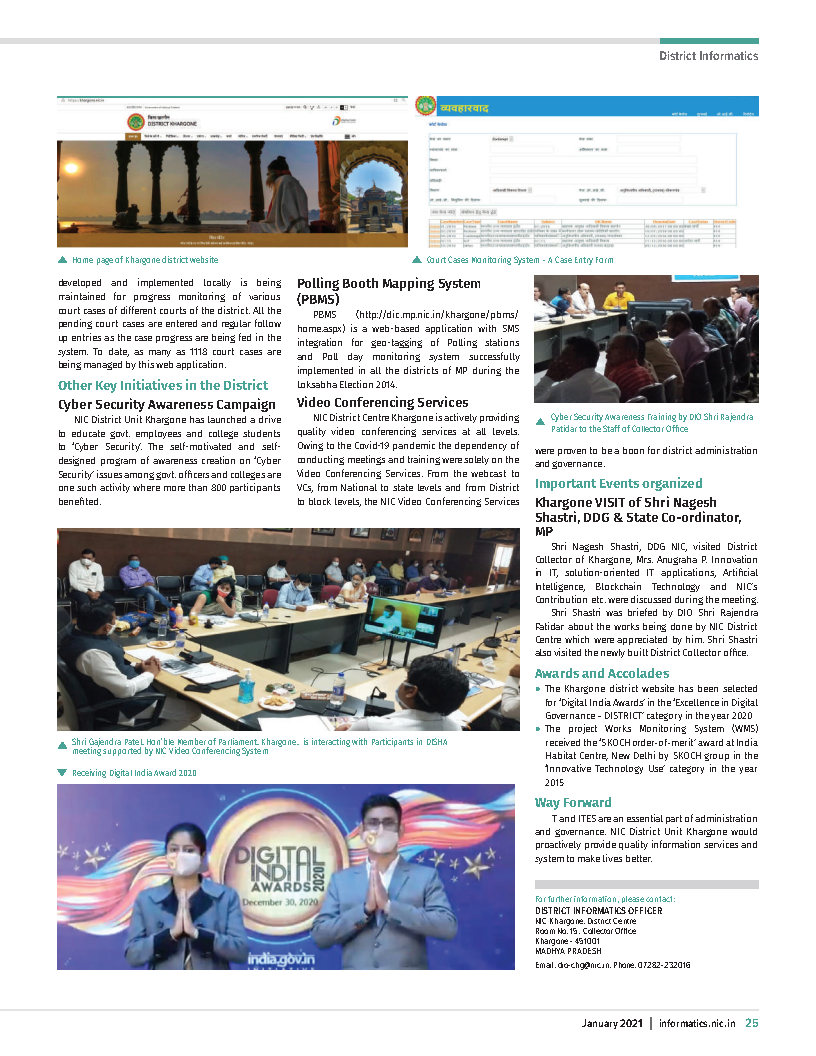 District Informatics
https://khargone.nic.in
जिला खरगोन
DISTRICT KHARGONE
व्यवहारवाद
Home page of Khargone district website
Court Cases Monitoring System - A Case Entry Form
developed and implemented locally is being
maintained for progress monitoring of various
court cases of different courts of the district. All the
pending court cases are entered and regular follow
up entries as the case progress are being fed in the
system. To date, as many as 1118 court cases are
being managed by this web application.
Other Key Initiatives in the District
Cyber Security Awareness Campaign
NIC District Unit Khargone has launched a drive
to educate govt. employees and college students
to ‘Cyber Security’. The self-motivated and self-
designed program of awareness creation on ‘Cyber
Security’ issues among govt. officers and colleges are
one such activity where more than 800 participants
benefited.
Polling Booth Mapping System
(PBMS)
PBMS (http://dic.mp.nic.in/khargone/pbms/
home.aspx) is a web-based application with SMS
integration for geo-tagging of Polling stations
and Poll day monitoring system successfully
implemented in all the districts of MP during the
Loksabha Election 2014.
Video Conferencing Services
NIC District Centre Khargone is actively providing
quality video conferencing services at all levels.
Owing to the Covid-19 pandemic the dependency of
conducting meetings and training were solely on the
Video Conferencing Services. From the webcast to
VCs, from National to state levels and from District
to block levels, the NIC Video Conferencing Services
Cyber Security Awareness Training by DIO Shri Rajendra
Patidar to the Staff of Collector Office
were proven to be a boon for district administration
and governance.
Important Events organized
Khargone VISIT of Shri Nagesh
Shastri, DDG & State Co-ordinator,
MP
Shri Nagesh Shastri, DDG NIC, visited District
Collector of Khargone, Mrs. Anugraha P. Innovation
in IT, solution-oriented IT applications, Artificial
Intelligence, Blockchain Technology and NIC’s
Contribution etc. were discussed during the meeting.
Shri Shastri was briefed by DIO Shri Rajendra
Patidar about the works being done by NIC District
Centre which were appreciated by him. Shri Shastri
also visited the newly built District Collector office.
Awards and Accolades
• The Khargone district website has been selected
for ‘Digital India Awards’ in the ‘Excellence in Digital
Governance - DISTRICT’ category in the year 2020
• The project Works Monitoring System (WMS)
received the ‘SKOCH order-of-merit’ award at India
Habitat Centre, New Delhi by SKOCH group in the
‘Innovative Technology Use’ category in the year
2015
Way Forward
T and ITES are an essential part of administration
and governance. NIC District Unit Khargone would
proactively provide quality information services and
system to make lives better.
Shri Gajendra Patel, Hon’ble Member of Parliament, Khargone, is interacting with Participants in DISHA
meeting supported by NIC Video Conferencing System
Receiving Digital India Award 2020
DIGITAL
INDIA
AWARDS
2020
December 30, 2020
india.gov.in
INITIATIVE
For further information, please contact:
DISTRICT INFORMATICS OFFICER
NIC Khargone, District Centre
Room No. 15, Collector Office
Khargone - 451001
MADHYA PRADESH
Email: dio-chg@nic.in, Phone: 07282-232016
January 2021 | informatics.nic.in 25